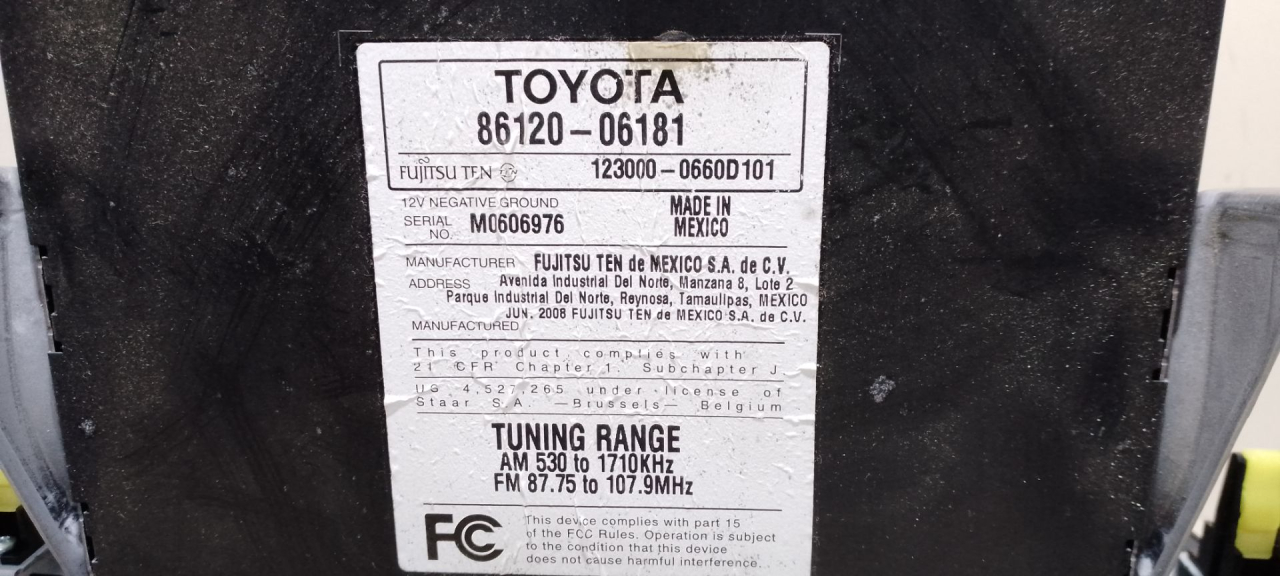 TOYOTA
86120-06181
FUJITSU TEN 123000-0660D101
12V NEGATIVE GROUND
SERIAL NO. M0606976
MADE IN MEXICO
MANUFACTURER FUJITSU TEN de MEXICO S.A. de C.V.
ADDRESS Avenida Industrial Del Norte, Manzana 8, Lote 2
Parque Industrial Del Norte, Reynosa, Tamaulipas, MEXICO
JUN. 2008 FUJITSU TEN de MEXICO S.A. de C.V.
MANUFACTURED
This product complies with
21 CFR Chapter 1. Subchapter J.
US 4,527,265 under license of
Staar S.A. —Brussels— Belgium
TUNING RANGE
AM 530 to 1710KHz
FM 87.75 to 107.9MHz
FC This device complies with part 15
of the FCC Rules. Operation is subject
to the condition that this device
does not cause harmful interference.